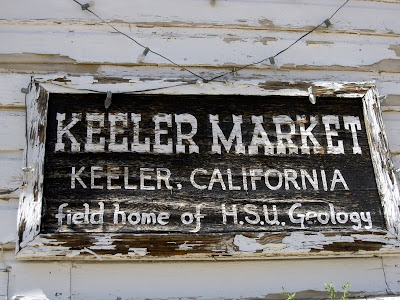 KEELER MARKET
KEELER, CALIFORNIA
field home of H.S.U. Geology